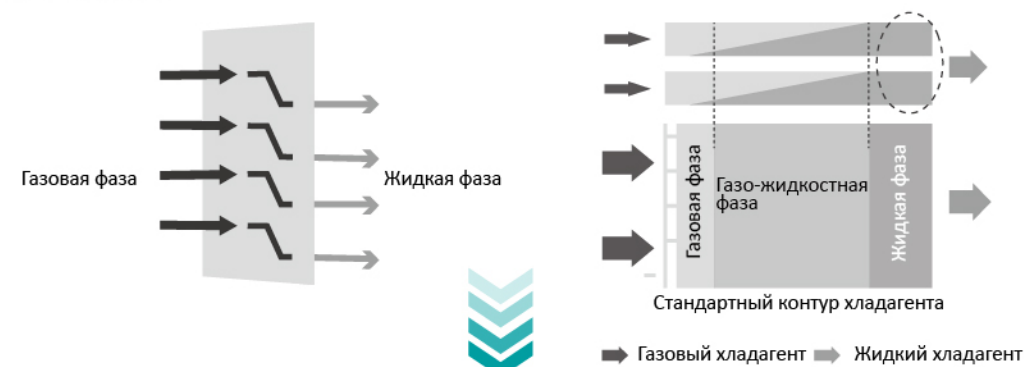 Газовая фаза
Жидкая фаза
Газовая фаза
Газо-жидкостная
фаза
Жидкая фаза
Стандартный контур хладагента
Газовый хладагент
Жидкий хладагент